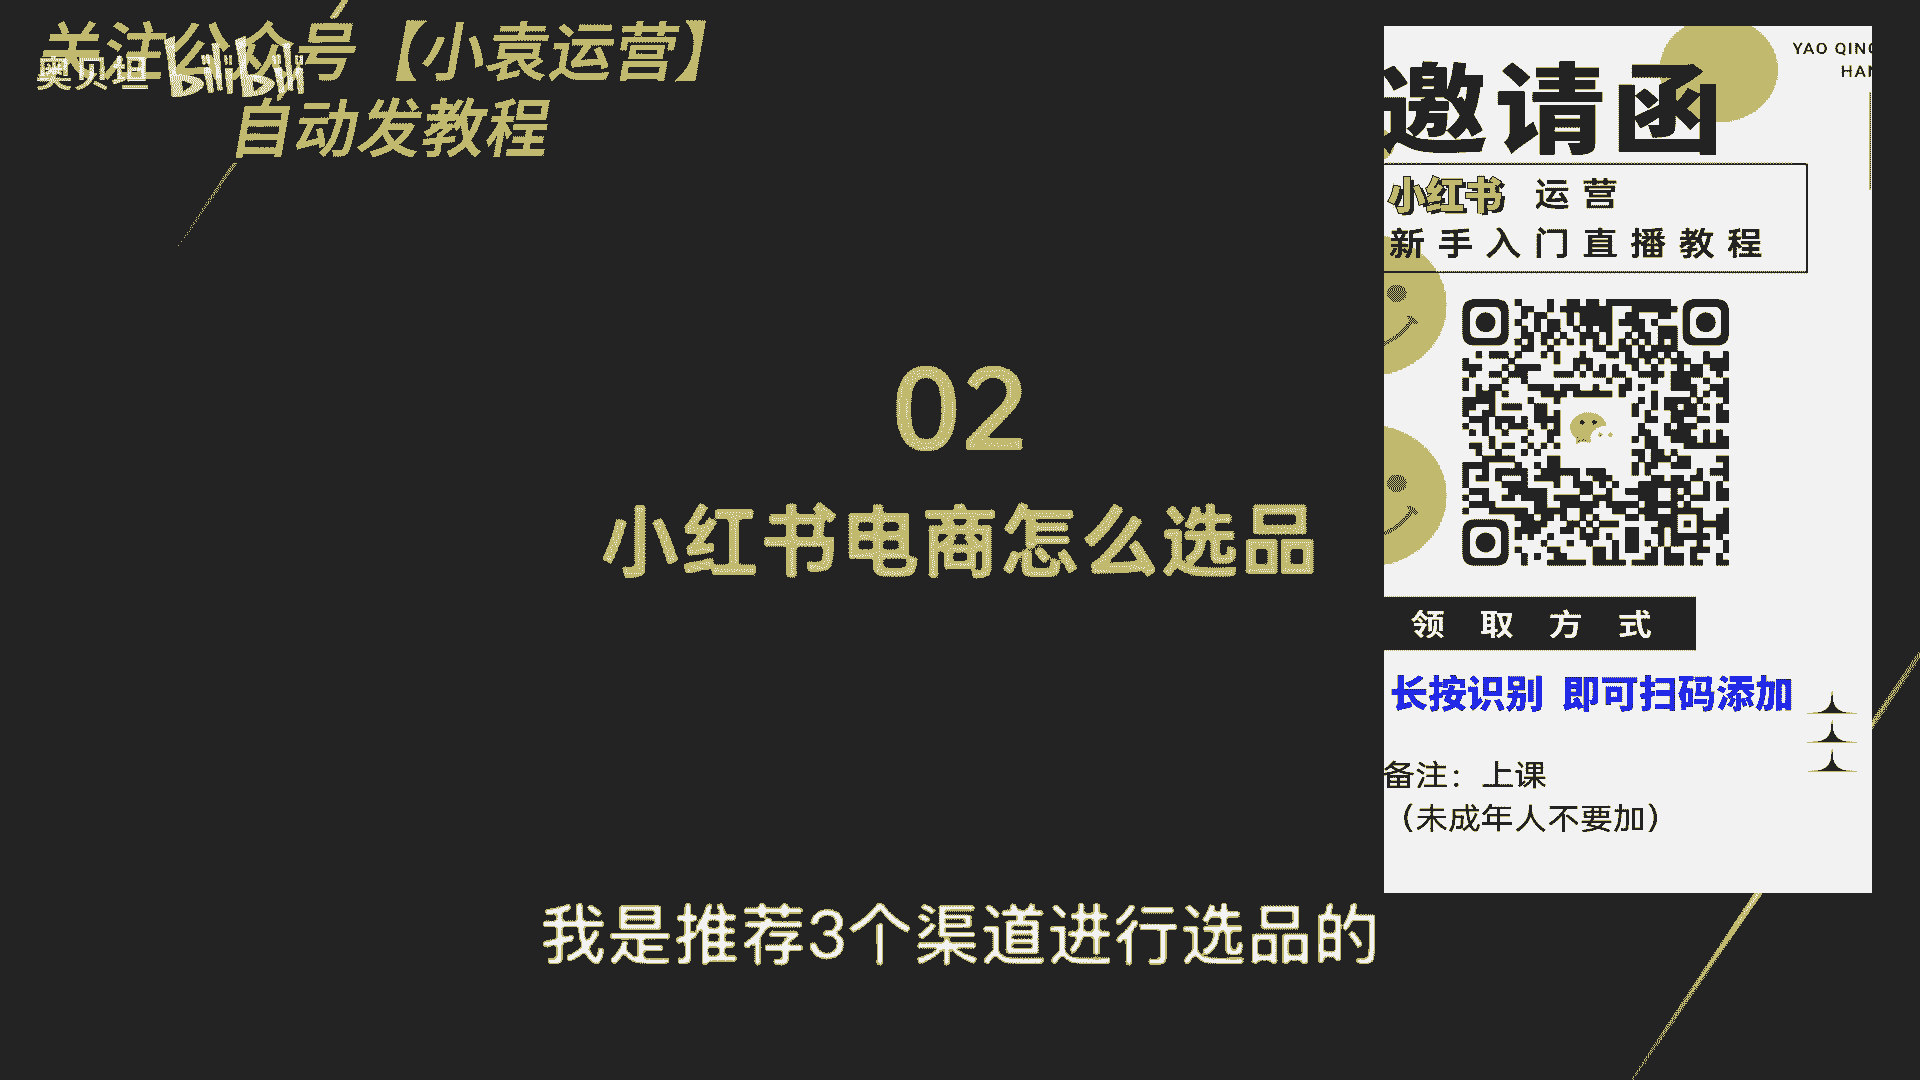 关注公众号【小袁运营】
奥贝坦 bilibili
自动发教程
02
小红书电商怎么选品
我是推荐3个渠道进行选品的
YAO QING
HAN
邀请函
小红书 运营
新手入门直播教程
领取方式
长按识别 即可扫码添加
备注：上课
（未成年人不要加）